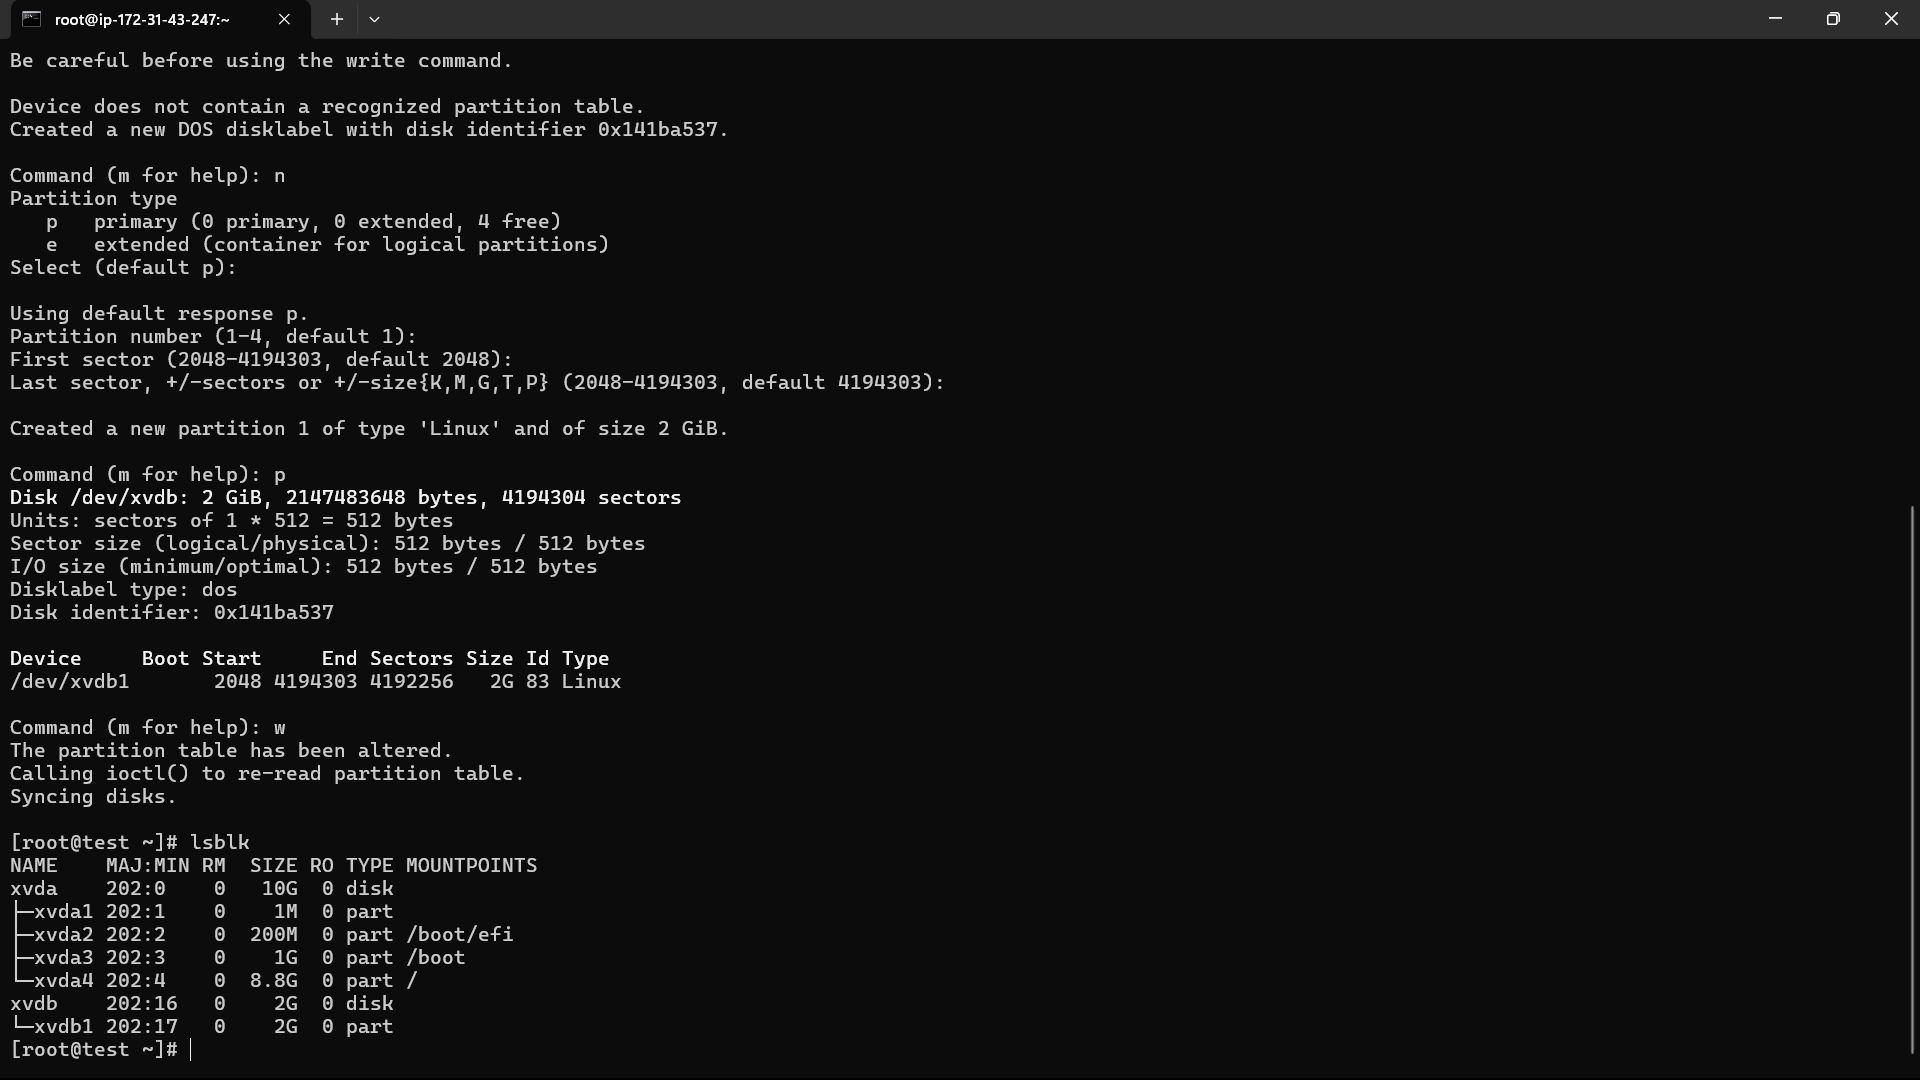 root@ip-172-31-43-247:~
Be careful before using the write command.
Device does not contain a recognized partition table.
Created a new DOS disklabel with disk identifier 0x141ba537.
Command (m for help): n
Partition type
   p   primary (0 primary, 0 extended, 4 free)
   e   extended (container for logical partitions)
Select (default p):
Using default response p.
Partition number (1-4, default 1):
First sector (2048-4194303, default 2048):
Last sector, +/-sectors or +/-size{K,M,G,T,P} (2048-4194303, default 4194303):
Created a new partition 1 of type 'Linux' and of size 2 GiB.
Command (m for help): p
Disk /dev/xvdb: 2 GiB, 2147483648 bytes, 4194304 sectors
Units: sectors of 1 * 512 = 512 bytes
Sector size (logical/physical): 512 bytes / 512 bytes
I/O size (minimum/optimal): 512 bytes / 512 bytes
Disklabel type: dos
Disk identifier: 0x141ba537
Device     Boot Start     End Sectors Size Id Type
/dev/xvdb1       2048 4194303 4192256   2G 83 Linux
Command (m for help): w
The partition table has been altered.
Calling ioctl() to re-read partition table.
Syncing disks.
[root@test ~]# lsblk
NAME    MAJ:MIN RM  SIZE RO TYPE MOUNTPOINTS
xvda    202:0    0   10G  0 disk
├─xvda1 202:1    0    1M  0 part
├─xvda2 202:2    0  200M  0 part /boot/efi
├─xvda3 202:3    0    1G  0 part /boot
└─xvda4 202:4    0  8.8G  0 part /
xvdb    202:16   0    2G  0 disk
└─xvdb1 202:17   0    2G  0 part
[root@test ~]#